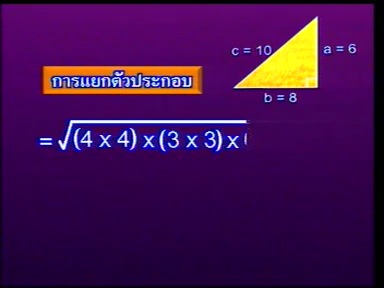 c = 10
a = 6
b = 8
การแยกตัวประกอบ
= √(4 x 4) x (3 x 3) x (